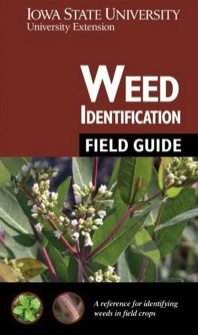 IOWA STATE UNIVERSITY
University Extension
WEED
IDENTIFICATION
FIELD GUIDE
A reference for identifying
weeds in field crops